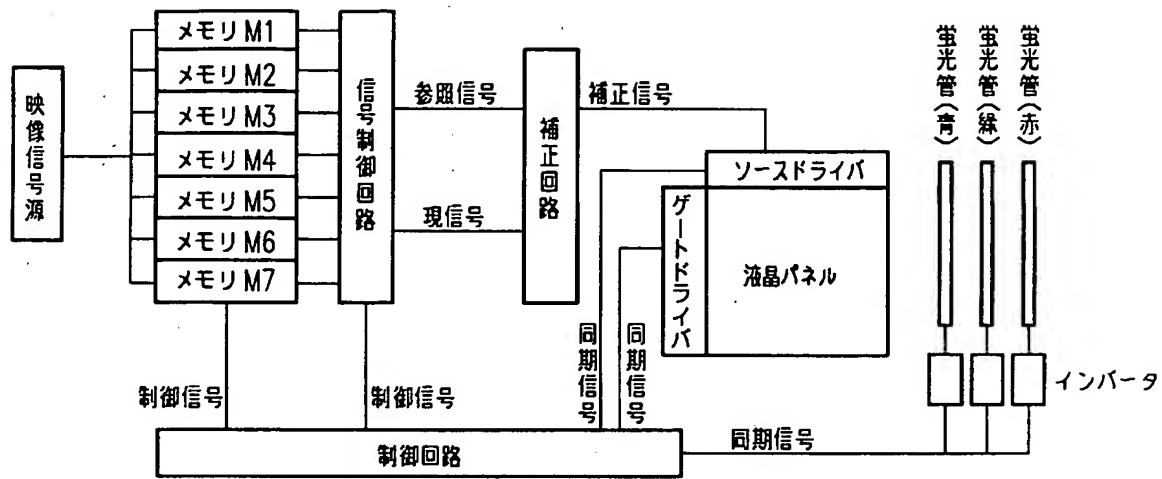 映像信号源
メモリM1
メモリM2
メモリM3
メモリM4
メモリM5
メモリM6
メモリM7
信号制御回路
参照信号
現信号
補正回路
補正信号
ソースドライバ
ゲートドライバ
液晶パネル
蛍光管(青)
蛍光管(緑)
蛍光管(赤)
インバータ
制御信号
制御信号
同期信号
同期信号
同期信号
制御回路